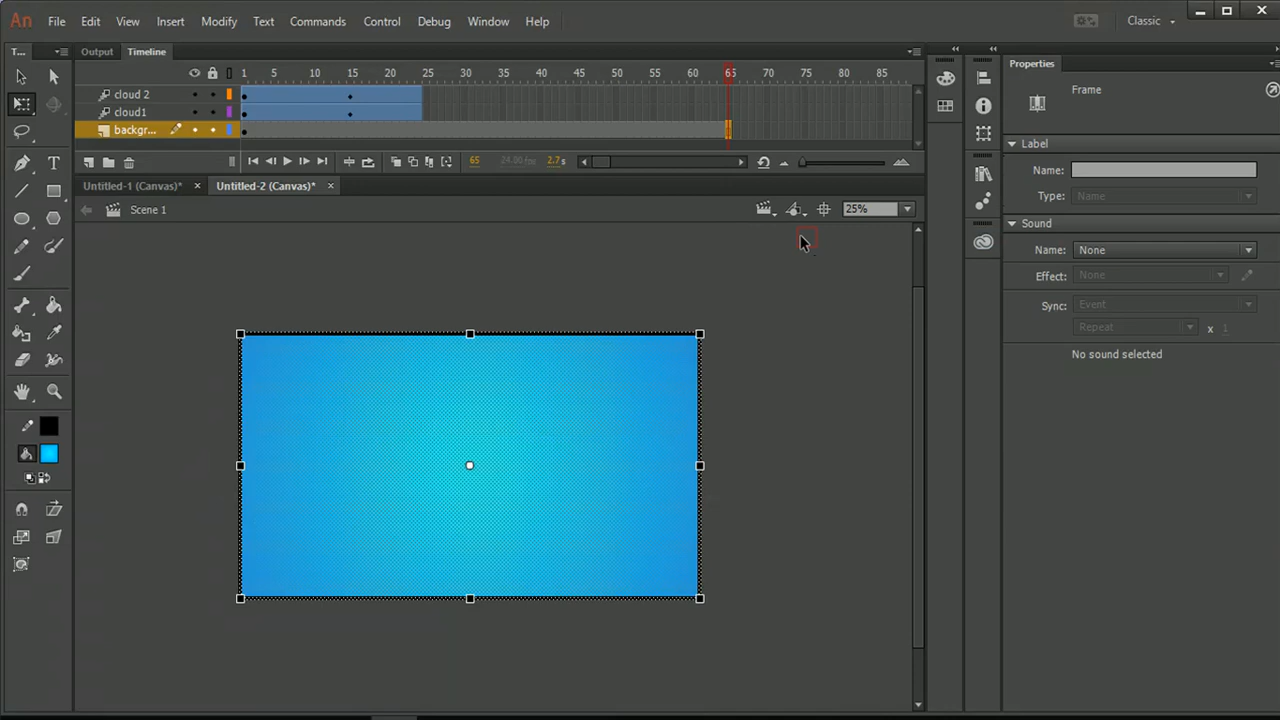 An File Edit View Insert Modify Text Commands Control Debug Window Help Classic
T... Output Timeline Properties
1 5 10 15 20 25 30 35 40 45 50 55 60 65 70 75 80 85
Frame
cloud 2
cloud1
backgr...
Label
65 24.00fps 2.7s
Name:
Untitled-1 (Canvas)* × Untitled-2 (Canvas)* ×
Type: Name
Scene 1 25%
Sound
Name: None
Effect: None
Sync: Event
Repeat x 1
No sound selected